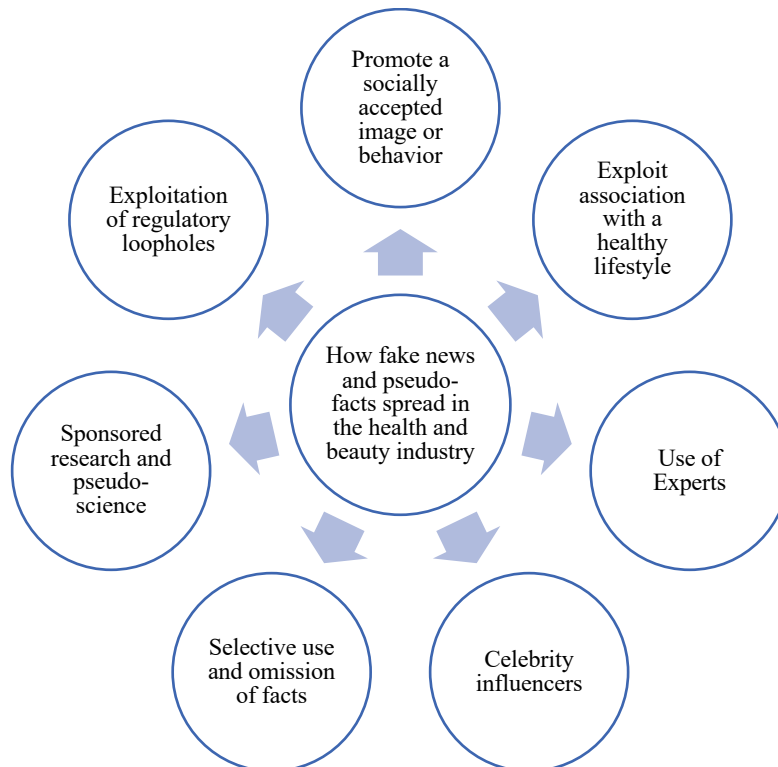 Promote a
socially
accepted
image or
behavior
Exploit
association
with a
healthy
lifestyle
Use of
Experts
Celebrity
influencers
Selective use
and omission
of facts
Sponsored
research and
pseudo-
science
Exploitation
of regulatory
loopholes
How fake news
and pseudo-
facts spread in
the health and
beauty industry